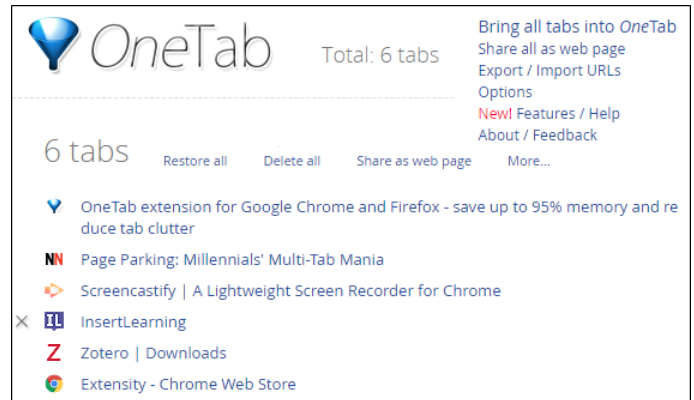 OneTab
Total: 6 tabs
Bring all tabs into OneTab
Share all as web page
Export / Import URLs
Options
New! Features / Help
About / Feedback
6 tabs
Restore all Delete all Share as web page More...
OneTab extension for Google Chrome and Firefox - save up to 95% memory and re
duce tab clutter
NN Page Parking: Millennials' Multi-Tab Mania
Screencastify | A Lightweight Screen Recorder for Chrome
IL InsertLearning
Z Zotero | Downloads
Extensity - Chrome Web Store